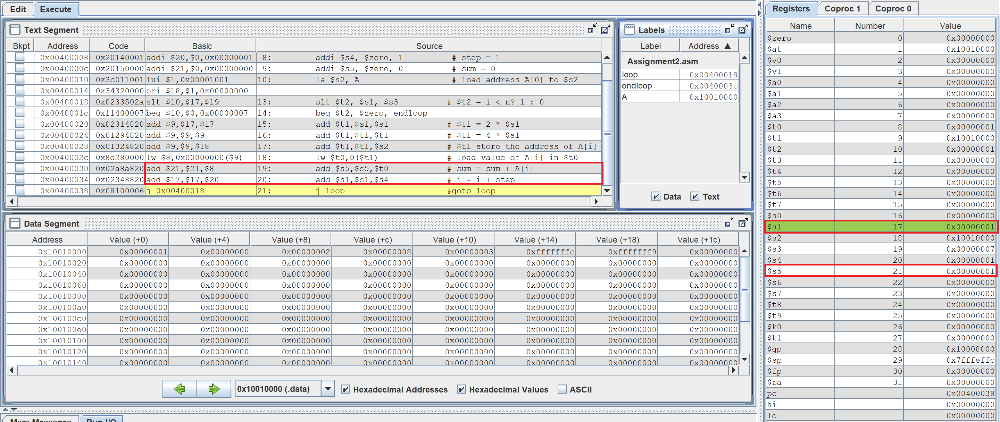 Edit Execute
Text Segment
Bkpt Address Code Basic Source
0x00400008 0x20140001 addi $20,$0,0x00000001 8: addi $s4, $zero, 1 # step = 1
0x0040000c 0x20150000 addi $21,$0,0x00000000 9: addi $s5, $zero, 0 # sum = 0
0x00400010 0x3c011001 lui $1,0x00001001 10: la $s2, A # load address A[0] to $s2
0x00400014 0x34320000 ori $18,$1,0x00000000
0x00400018 0x0233502a slt $10,$17,$19 13: slt $t2, $s1, $s3 # $t2 = i < n? 1 : 0
0x0040001c 0x11400007 beq $10,$0,0x00000007 14: beq $t2, $zero, endloop
0x00400020 0x02314820 add $9,$17,$17 15: add $t1,$s1,$s1 # $t1 = 2 * $s1
0x00400024 0x01294820 add $9,$9,$9 16: add $t1,$t1,$t1 # $t1 = 4 * $s1
0x00400028 0x01324820 add $9,$9,$18 17: add $t1,$t1,$s2 # $t1 store the address of A[i]
0x0040002c 0x8d280000 lw $8,0x00000000($9) 18: lw $t0,0($t1) # load value of A[i] in $t0
0x00400030 0x02a8a820 add $21,$21,$8 19: add $s5,$s5,$t0 # sum = sum + A[i]
0x00400034 0x02348820 add $17,$17,$20 20: add $s1,$s1,$s4 # i = i + step
0x00400038 0x08100006 j 0x00400018 21: j loop #goto loop
Labels
Label Address ▲
Assignment2.asm
loop 0x00400018
endloop 0x0040003c
A 0x10010000
Data Text
Data Segment
Address Value (+0) Value (+4) Value (+8) Value (+c) Value (+10) Value (+14) Value (+18) Value (+1c)
0x10010000 0x00000001 0x00000000 0x00000002 0x00000008 0x00000003 0xfffffffc 0xfffffff9 0x00000000
0x10010020 0x00000000 0x00000000 0x00000000 0x00000000 0x00000000 0x00000000 0x00000000 0x00000000
0x10010040 0x00000000 0x00000000 0x00000000 0x00000000 0x00000000 0x00000000 0x00000000 0x00000000
0x10010060 0x00000000 0x00000000 0x00000000 0x00000000 0x00000000 0x00000000 0x00000000 0x00000000
0x10010080 0x00000000 0x00000000 0x00000000 0x00000000 0x00000000 0x00000000 0x00000000 0x00000000
0x100100a0 0x00000000 0x00000000 0x00000000 0x00000000 0x00000000 0x00000000 0x00000000 0x00000000
0x100100c0 0x00000000 0x00000000 0x00000000 0x00000000 0x00000000 0x00000000 0x00000000 0x00000000
0x100100e0 0x00000000 0x00000000 0x00000000 0x00000000 0x00000000 0x00000000 0x00000000 0x00000000
0x10010100 0x00000000 0x00000000 0x00000000 0x00000000 0x00000000 0x00000000 0x00000000 0x00000000
0x10010120 0x00000000 0x00000000 0x00000000 0x00000000 0x00000000 0x00000000 0x00000000 0x00000000
0x10010140 0x00000000 0x00000000 0x00000000 0x00000000 0x00000000 0x00000000 0x00000000 0x00000000
0x10010000 (.data) Hexadecimal Addresses Hexadecimal Values ASCII
Mars Messages Run I/O
Registers Coproc 1 Coproc 0
Name Number Value
$zero 0 0x00000000
$at 1 0x10010000
$v0 2 0x00000000
$v1 3 0x00000000
$a0 4 0x00000000
$a1 5 0x00000000
$a2 6 0x00000000
$a3 7 0x00000000
$t0 8 0x00000001
$t1 9 0x10010000
$t2 10 0x00000001
$t3 11 0x00000000
$t4 12 0x00000000
$t5 13 0x00000000
$t6 14 0x00000000
$t7 15 0x00000000
$s0 16 0x00000000
$s1 17 0x00000001
$s2 18 0x10010000
$s3 19 0x00000007
$s4 20 0x00000001
$s5 21 0x00000001
$s6 22 0x00000000
$s7 23 0x00000000
$t8 24 0x00000000
$t9 25 0x00000000
$k0 26 0x00000000
$k1 27 0x00000000
$gp 28 0x10008000
$sp 29 0x7fffeffc
$fp 30 0x00000000
$ra 31 0x00000000
pc 0x00400038
hi 0x00000000
lo 0x00000000